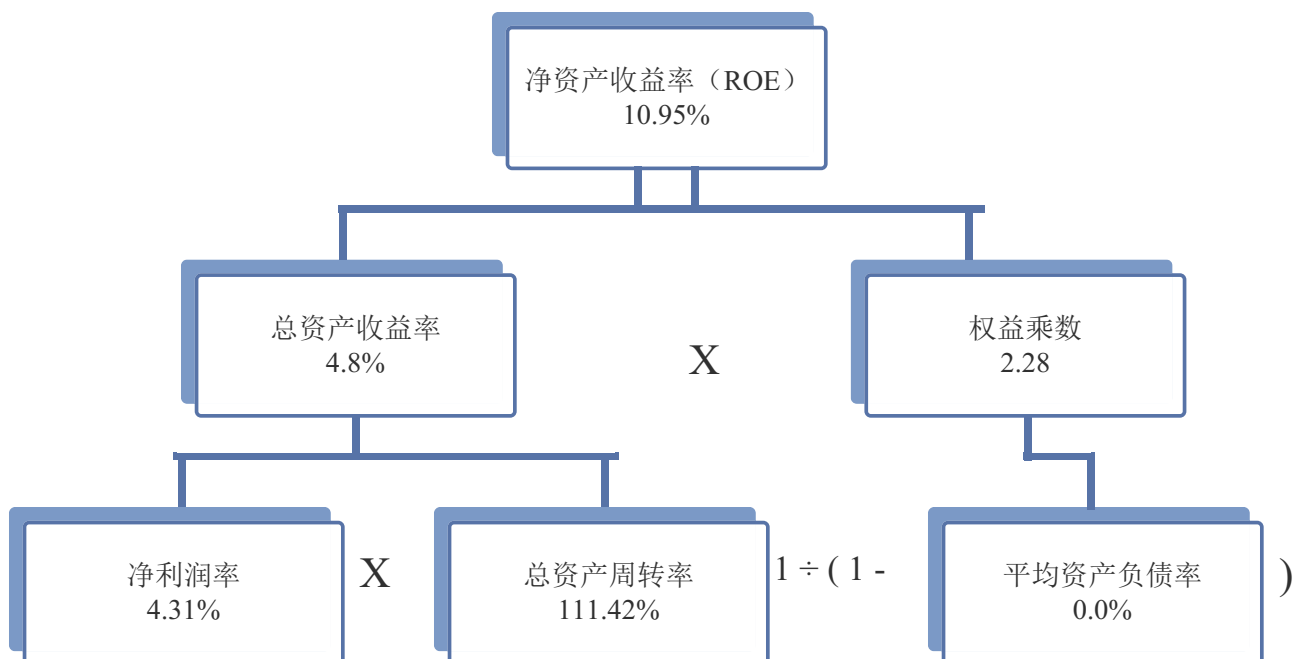 净资产收益率（ROE）
10.95%
总资产收益率
4.8%
X
权益乘数
2.28
净利润率
4.31%
X
总资产周转率
111.42%
1 ÷ ( 1 -
平均资产负债率
0.0%
)